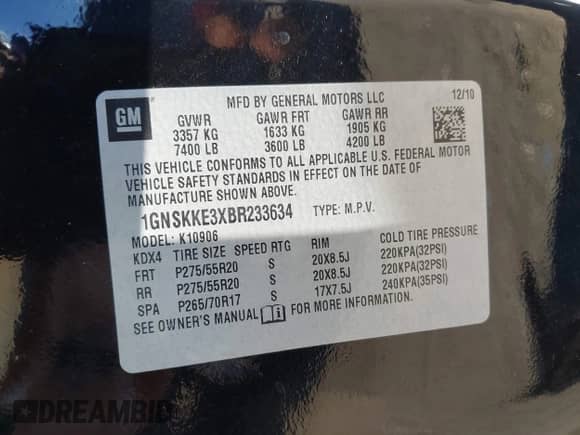 GM
MFD BY GENERAL MOTORS LLC 12/10
GVWR GAWR FRT GAWR RR
3357 KG 1633 KG 1905 KG
7400 LB 3600 LB 4200 LB
THIS VEHICLE CONFORMS TO ALL APPLICABLE U.S. FEDERAL MOTOR
VEHICLE SAFETY STANDARDS IN EFFECT ON THE DATE OF
MANUFACTURE SHOWN ABOVE.
1GNSKKE3XBR233634 TYPE: M.P.V.
MODEL: K10906
KDX4 TIRE SIZE SPEED RTG RIM COLD TIRE PRESSURE
FRT P275/55R20 S 20X8.5J 220KPA(32PSI)
RR P275/55R20 S 20X8.5J 220KPA(32PSI)
SPA P265/70R17 S 17X7.5J 240KPA(35PSI)
SEE OWNER'S MANUAL FOR MORE INFORMATION
DREAMBID